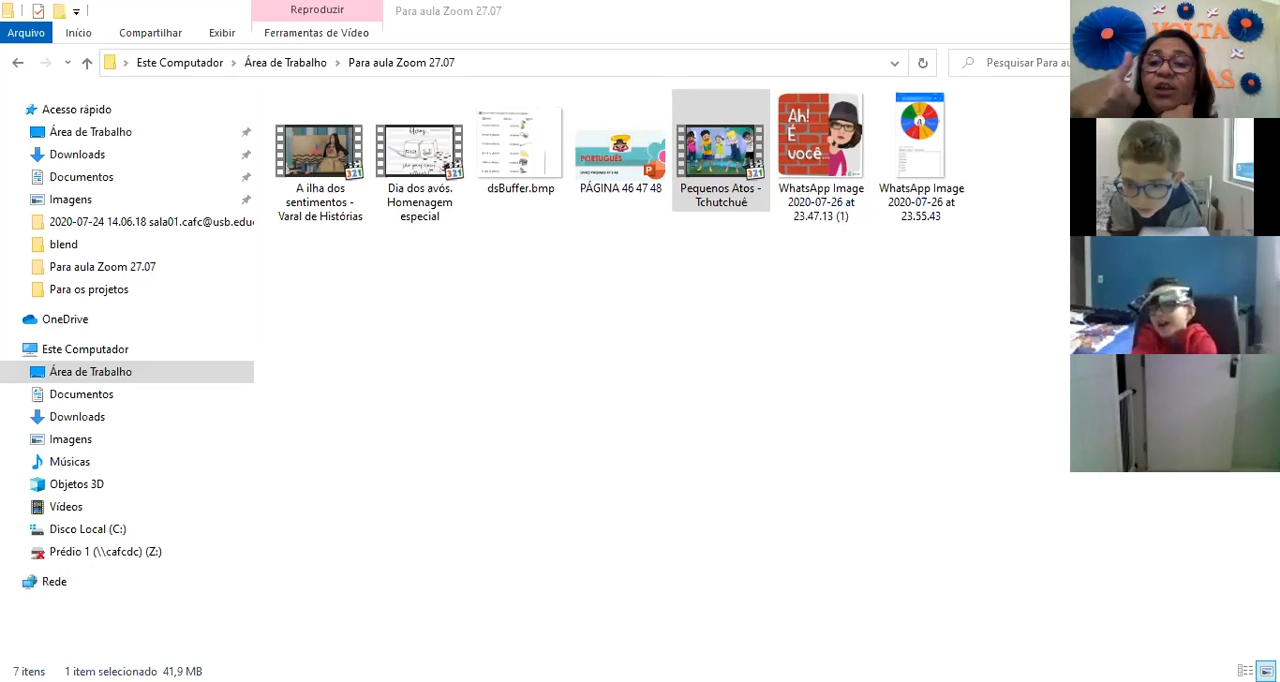 Reproduzir
Para aula Zoom 27.07
Arquivo
Início
Compartilhar
Exibir
Ferramentas de Vídeo
Este Computador
Área de Trabalho
Para aula Zoom 27.07
Pesquisar Para au
Acesso rápido
Área de Trabalho
Downloads
Documentos
Imagens
2020-07-24 14.06.18 sala01.cafc@usb.educ
blend
Para aula Zoom 27.07
Para os projetos
OneDrive
Este Computador
Área de Trabalho
Documentos
Downloads
Imagens
Músicas
Objetos 3D
Vídeos
Disco Local (C:)
Prédio 1 (\\cafcdc) (Z:)
Rede
321
A ilha dos
sentimentos -
Varal de Histórias
321
Dia dos avós.
Homenagem
especial
dsBuffer.bmp
PORTUGUÊS
PÁGINA 46 47 48
321
Pequenos Atos -
Tchutchuê
Ah!
É
você...
WhatsApp Image
2020-07-26 at
23.47.13 (1)
WhatsApp Image
2020-07-26 at
23.55.43
VOLTA
AS
7 itens
1 item selecionado 41,9 MB